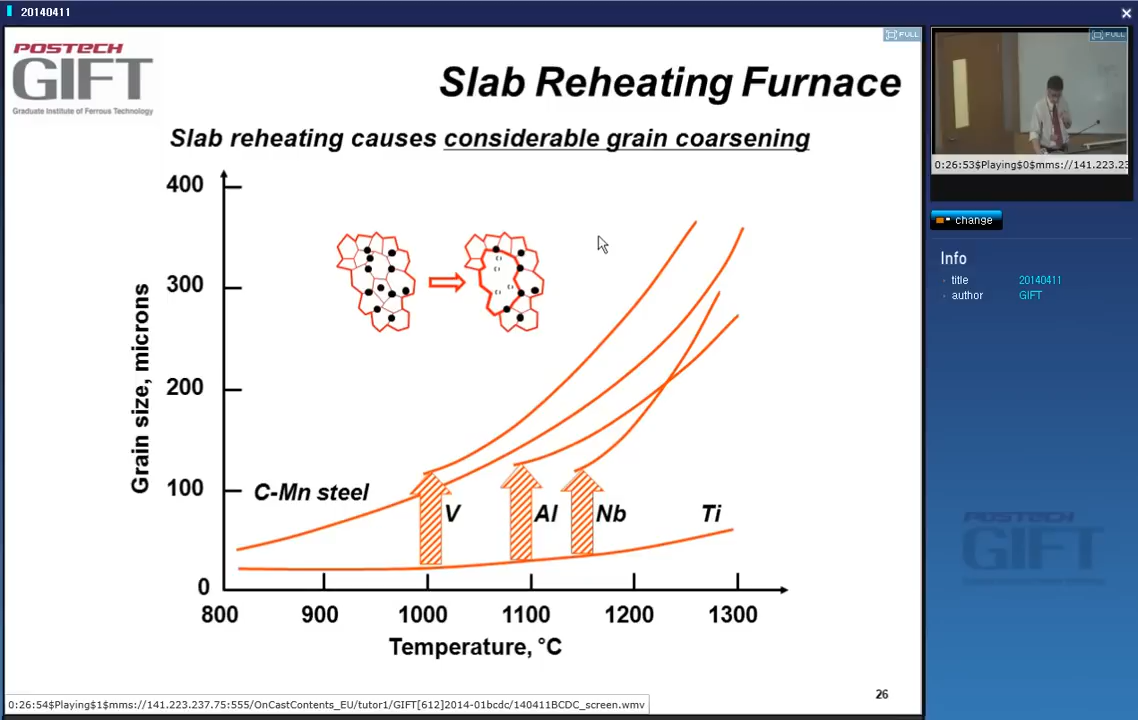 20140411
FULL
POSTECH
GIFT
Graduate Institute of Ferrous Technology
Slab Reheating Furnace
Slab reheating causes considerable grain coarsening
400
300
200
100
0
Grain size, microns
C-Mn steel
V
Al
Nb
Ti
800 900 1000 1100 1200 1300
Temperature, °C
26
0:26:54$Playing$1$mms://141.223.237.75:555/OnCastContents_EU/tutor1/GIFT[612]2014-01bcdc/140411BCDC_screen.wmv
FULL
0:26:53$Playing$0$mms://141.223.23
change
Info
title 20140411
author GIFT
POSTECH
GIFT